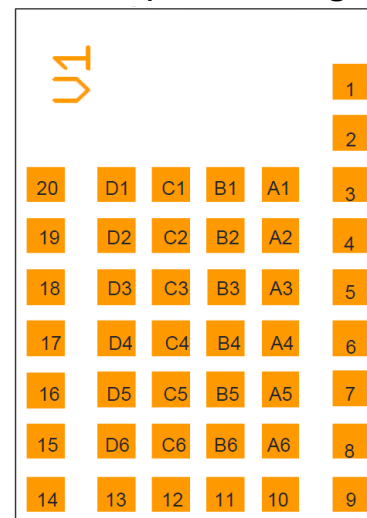 U1
1
2
20 D1 C1 B1 A1 3
19 D2 C2 B2 A2 4
18 D3 C3 B3 A3 5
17 D4 C4 B4 A4 6
16 D5 C5 B5 A5 7
15 D6 C6 B6 A6 8
14 13 12 11 10 9